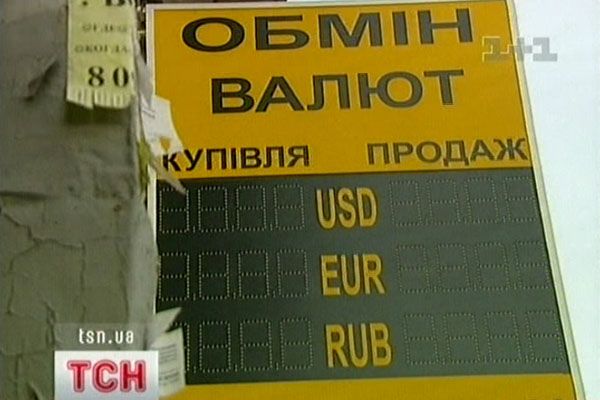 80
1+1
ОБМІН
ВАЛЮТ
КУПІВЛЯ ПРОДАЖ
USD
EUR
RUB
tsn.ua
ТСН